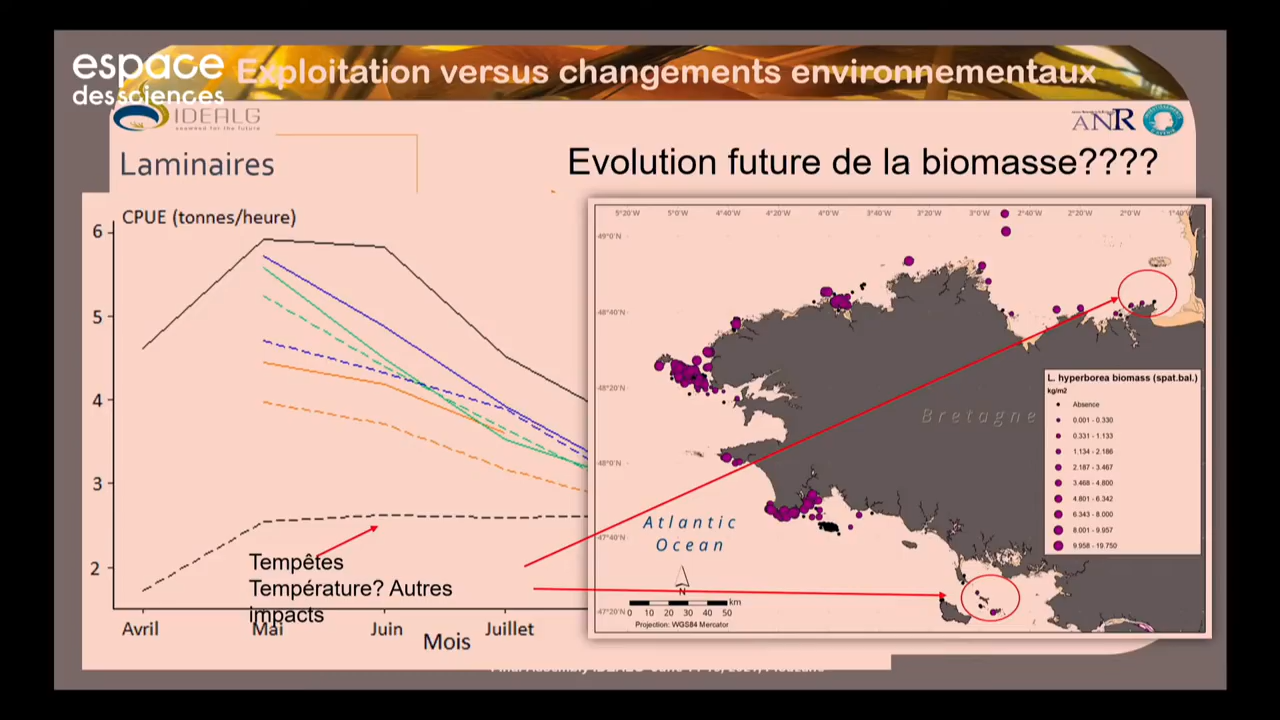 espace
des sciences
Exploitation versus changements environnementaux
IDEALG
seaweed for the future
ANR
Laminaires
Evolution future de la biomasse????
CPUE (tonnes/heure)
6
5
4
3
2
Avril
Mai
Juin
Juillet
Mois
Tempêtes
Température? Autres
impacts
5°20'W 5°0'W 4°40'W 4°20'W 4°0'W 3°40'W 3°20'W 3°0'W 2°40'W 2°20'W 2°0'W 1°40'
49°0'N
48°40'N
48°20'N
48°0'N
47°40'N
47°20'N
Bretagne
Atlantic
Ocean
N
km
0 10 20 30 40 50
Projection: WGS84 Mercator
L. hyperborea biomass (spat.bal.)
kg/m2
Absence
0.001 - 0.330
0.331 - 1.133
1.134 - 2.186
2.187 - 3.467
3.468 - 4.800
4.801 - 6.342
6.343 - 8.000
8.001 - 9.957
9.958 - 19.750